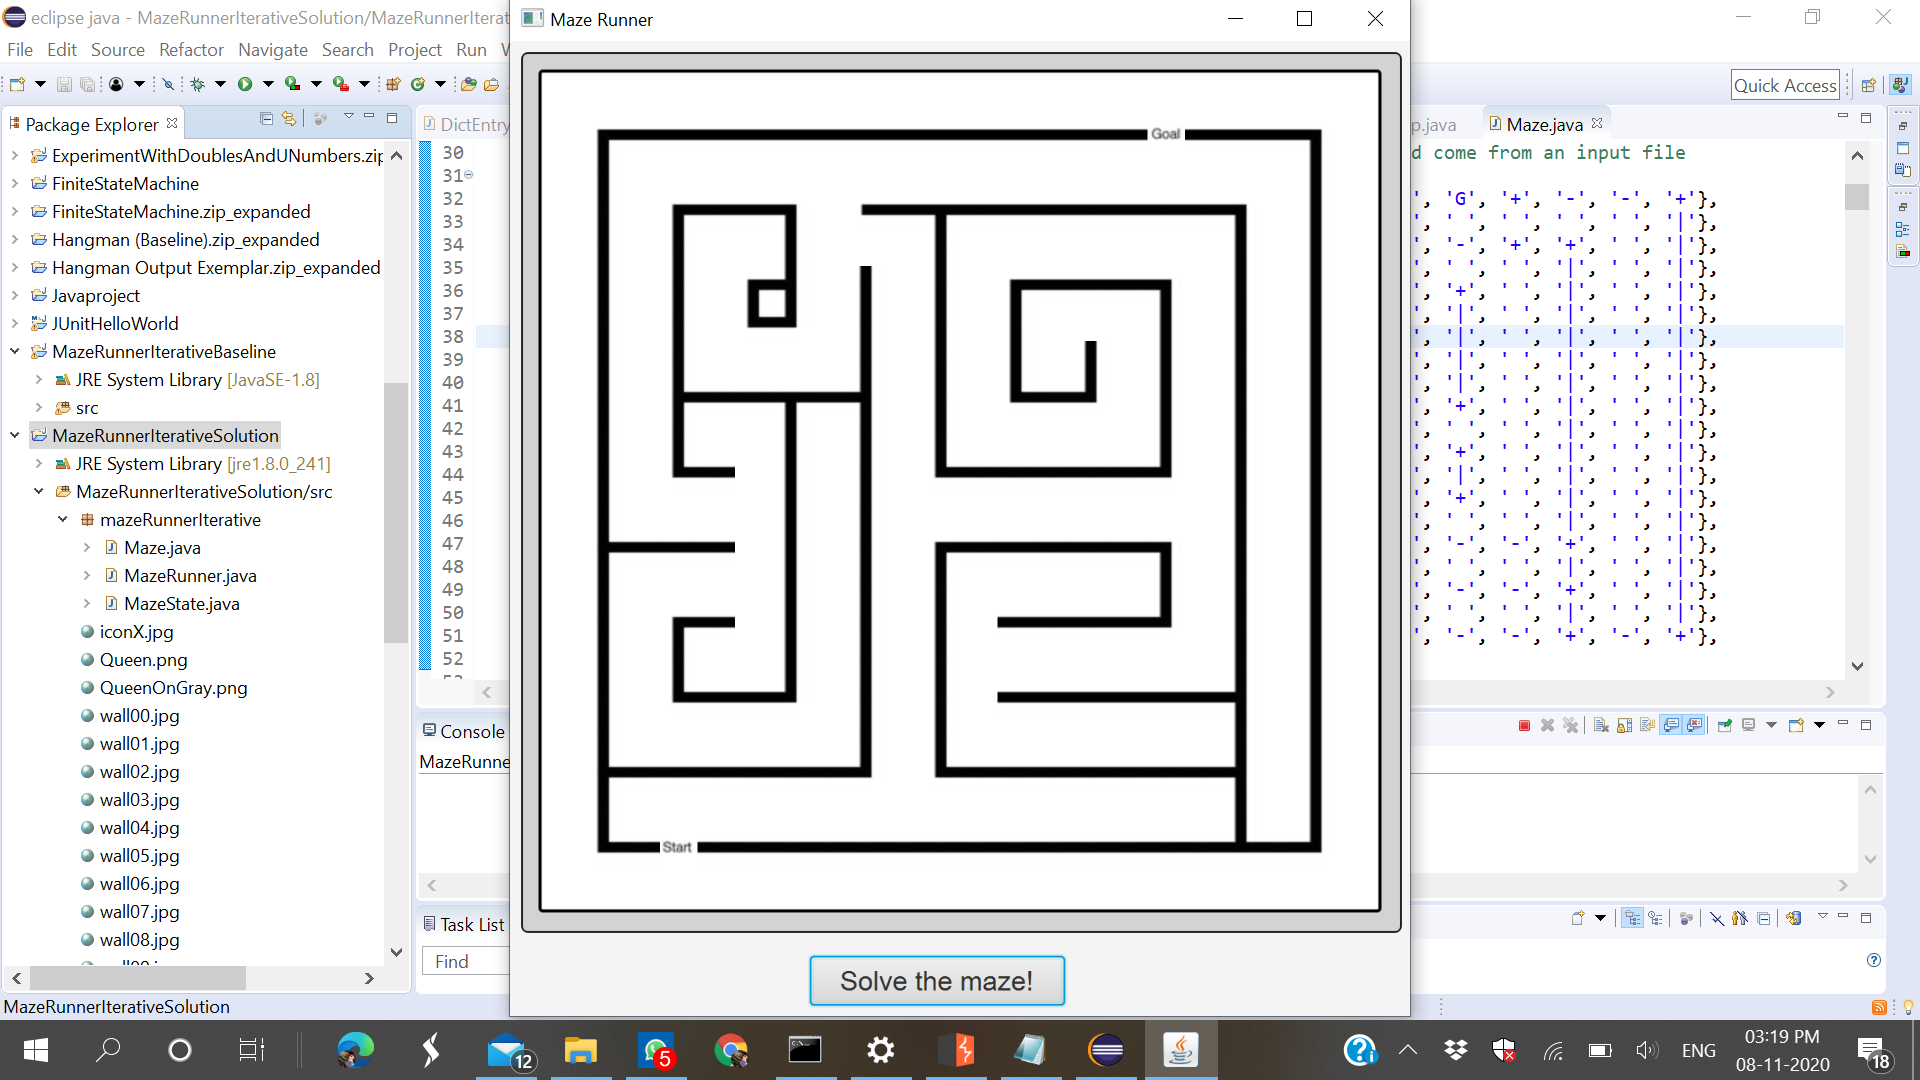 eclipse java - MazeRunnerIterativeSolution/MazeRunnerIterat
Maze Runner
File Edit Source Refactor Navigate Search Project Run
Quick Access
Package Explorer
DictEntry
p.java
Maze.java
ExperimentWithDoublesAndUNumbers.zip
FiniteStateMachine
FiniteStateMachine.zip_expanded
Hangman (Baseline).zip_expanded
Hangman Output Exemplar.zip_expanded
Javaproject
JUnitHelloWorld
MazeRunnerIterativeBaseline
JRE System Library [JavaSE-1.8]
src
MazeRunnerIterativeSolution
JRE System Library [jre1.8.0_241]
MazeRunnerIterativeSolution/src
mazeRunnerIterative
Maze.java
MazeRunner.java
MazeState.java
iconX.jpg
Queen.png
QueenOnGray.png
wall00.jpg
wall01.jpg
wall02.jpg
wall03.jpg
wall04.jpg
wall05.jpg
wall06.jpg
wall07.jpg
wall08.jpg
30
31
32
33
34
35
36
37
38
39
40
41
42
43
44
45
46
47
48
49
50
51
52
Goal
Start
Solve the maze!
d come from an input file
', 'G', '+', '-', '-', '+'},
', ' ', ' ', ' ', ' ', '|'},
', '-', '+', '+', ' ', '|'},
', ' ', ' ', '|', ' ', '|'},
', '+', ' ', '|', ' ', '|'},
', '|', ' ', '|', ' ', '|'},
', '|', ' ', '|', ' ', '|'},
', '|', ' ', '|', ' ', '|'},
', '|', ' ', '|', ' ', '|'},
', '+', ' ', '|', ' ', '|'},
', ' ', ' ', '|', ' ', '|'},
', '+', ' ', '|', ' ', '|'},
', '|', ' ', '|', ' ', '|'},
', '+', ' ', '|', ' ', '|'},
', ' ', ' ', '|', ' ', '|'},
', '-', '-', '+', ' ', '|'},
', ' ', ' ', '|', ' ', '|'},
', '-', '-', '+', ' ', '|'},
', ' ', ' ', '|', ' ', '|'},
', '-', '-', '+', '-', '+'},
Console
MazeRunne
Task List
Find
MazeRunnerIterativeSolution
12
5
ENG
03:19 PM
08-11-2020
18